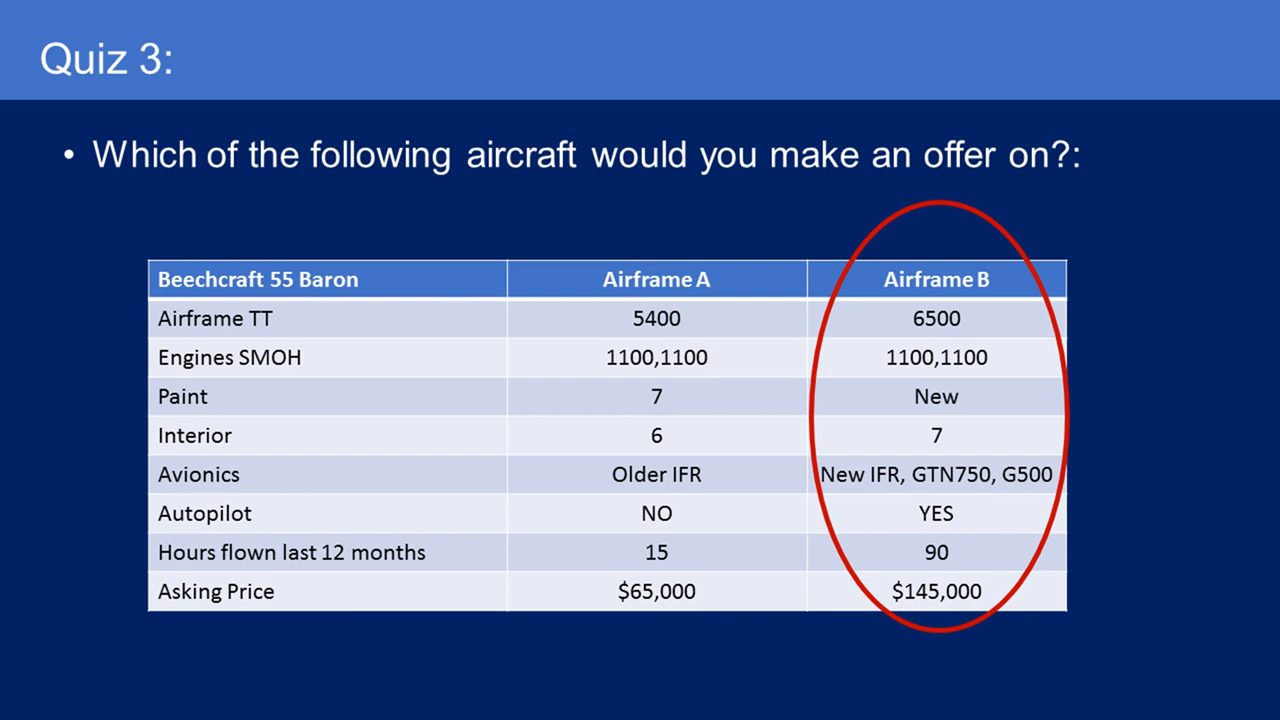 Quiz 3:
• Which of the following aircraft would you make an offer on?:
Beechcraft 55 Baron Airframe A Airframe B
Airframe TT 5400 6500
Engines SMOH 1100,1100 1100,1100
Paint 7 New
Interior 6 7
Avionics Older IFR New IFR, GTN750, G500
Autopilot NO YES
Hours flown last 12 months 15 90
Asking Price $65,000 $145,000